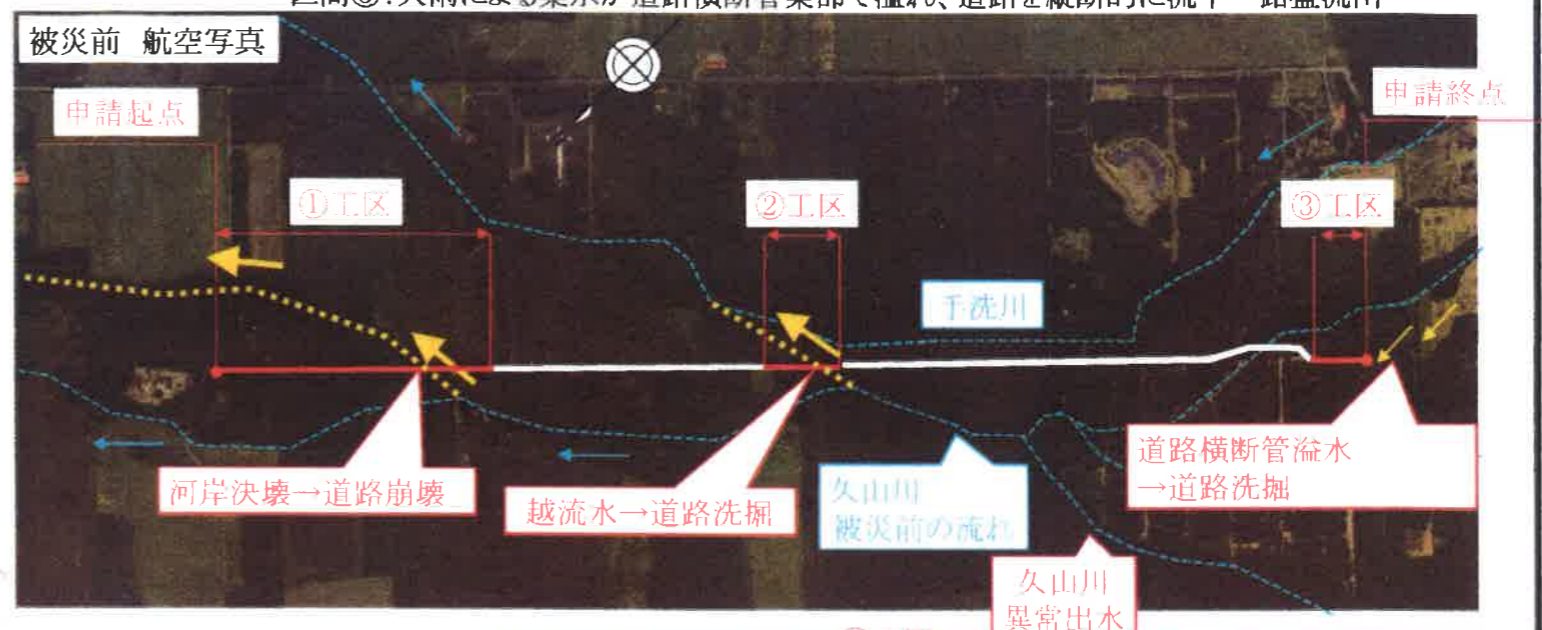 被災前 航空写真
申請起点
申請終点
①工区
②工区
③工区
手洗川
河岸決壊→道路崩壊
越流水→道路洗掘
久山川
被災前の流れ
道路横断管溢水
→道路洗掘
久山川
異常出水